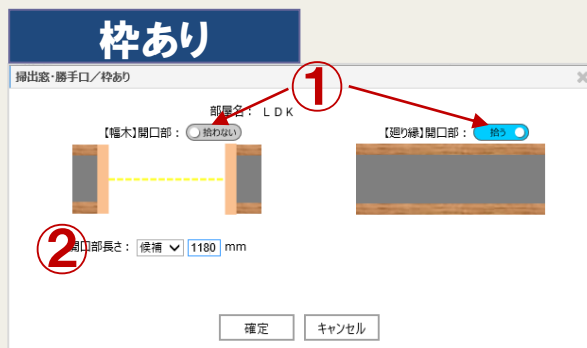 枠あり
掃出窓・勝手口／枠あり
①
部屋名： ＬＤＫ
【幅木】開口部： 拾わない
【廻り縁】開口部： 拾う
②
開口部長さ： 候補 1180 mm
確定 キャンセル